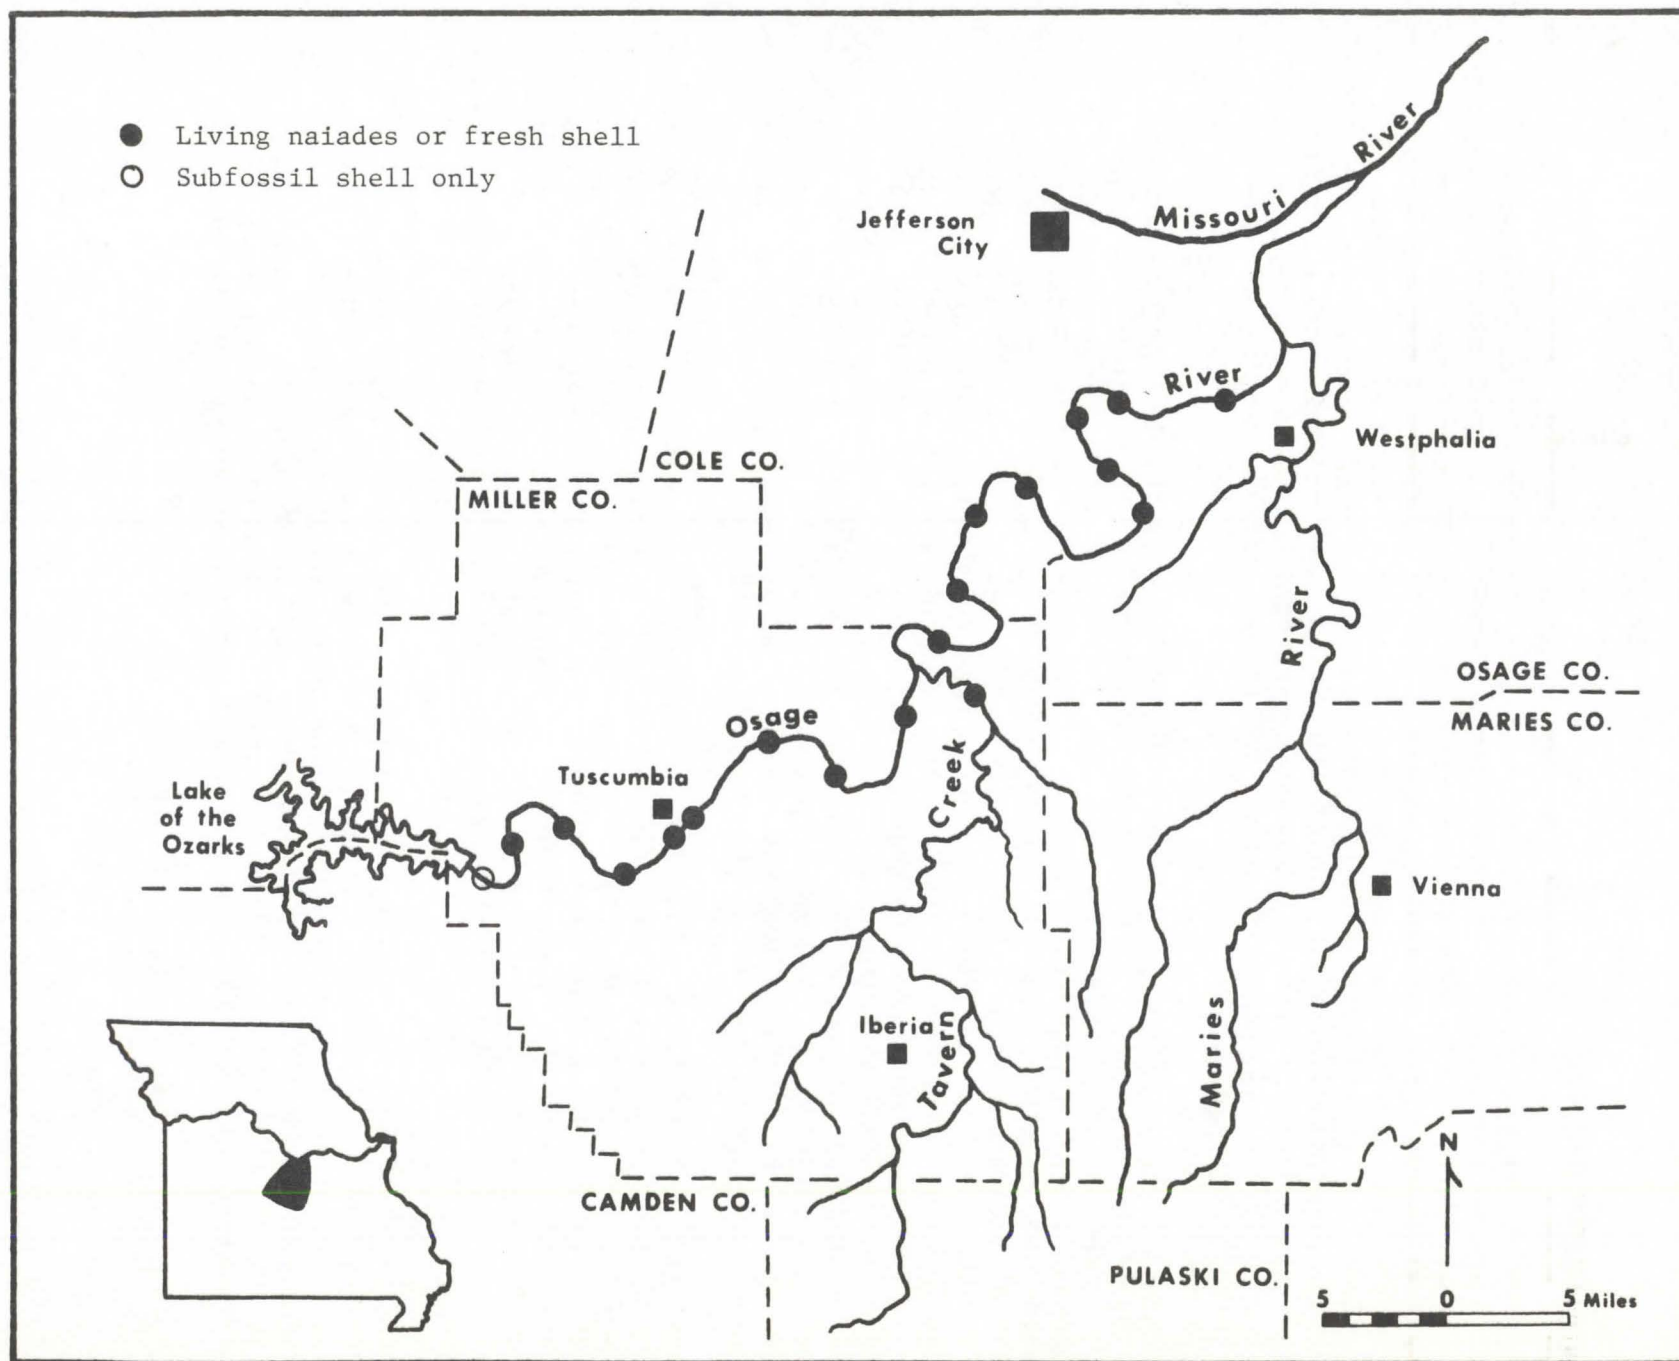 Living naiades or fresh shell
Subfossil shell only
River
Missouri
Jefferson
City
River
Westphalia
COLE CO.
MILLER CO.
River
OSAGE CO.
MARIES CO.
Osage
Creek
Tuscumbia
Lake
of the
Ozarks
Vienna
Iberia
Tavern
Maries
N
CAMDEN CO.
PULASKI CO.
5 0 5 Miles